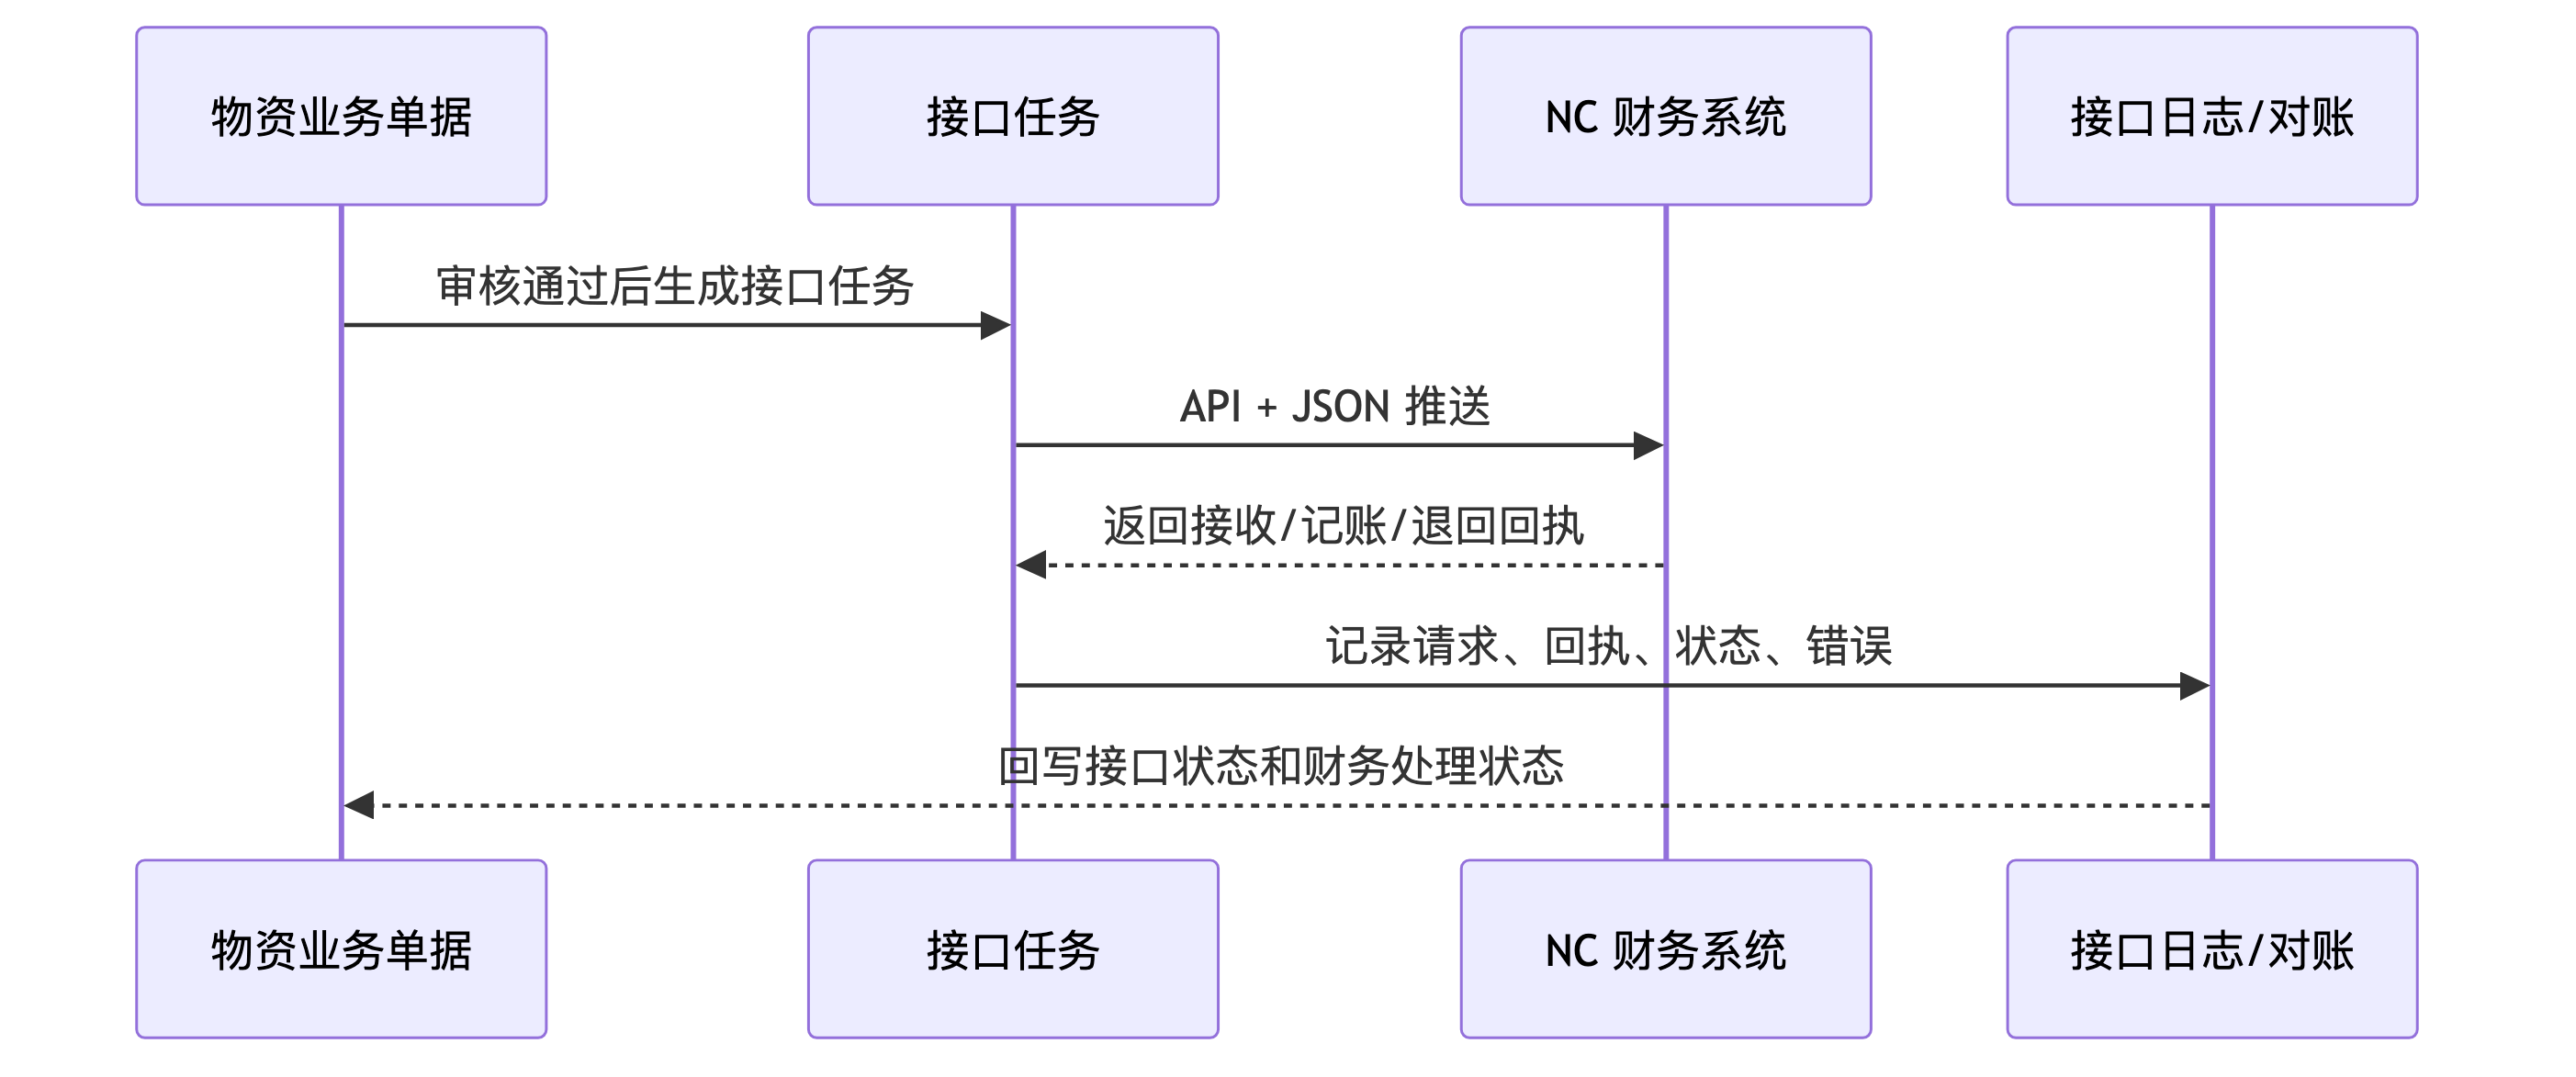 物资业务单据
接口任务
NC 财务系统
接口日志/对账
审核通过后生成接口任务
API + JSON 推送
返回接收/记账/退回回执
记录请求、回执、状态、错误
回写接口状态和财务处理状态
物资业务单据
接口任务
NC 财务系统
接口日志/对账